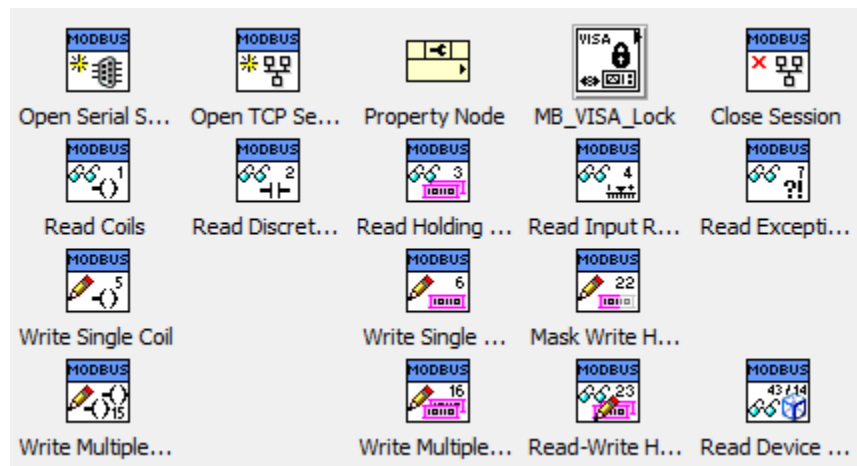 MODBUS MODBUS VISA MODBUS
Open Serial S... Open TCP Se... Property Node MB_VISA_Lock Close Session
MODBUS MODBUS MODBUS MODBUS MODBUS
1 2 3 4 7 ?!
Read Coils Read Discret... Read Holding ... Read Input R... Read Excepti...
MODBUS MODBUS MODBUS
5 6 22
Write Single Coil Write Single ... Mask Write H...
MODBUS MODBUS MODBUS MODBUS
15 16 23 43/14
Write Multiple... Write Multiple... Read-Write H... Read Device ...